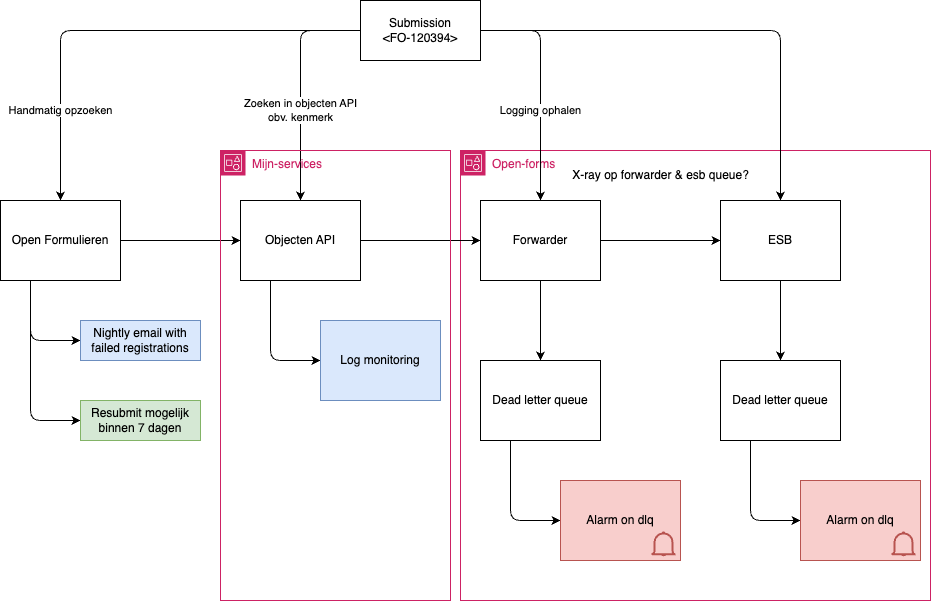 Submission
<FO-120394>
Handmatig opzoeken
Zoeken in objecten API
obv. kenmerk
Logging ophalen
Mijn-services
Open-forms
X-ray op forwarder & esb queue?
Open Formulieren
Objecten API
Forwarder
ESB
Nightly email with
failed registrations
Log monitoring
Resubmit mogelijk
binnen 7 dagen
Dead letter queue
Dead letter queue
Alarm on dlq
Alarm on dlq